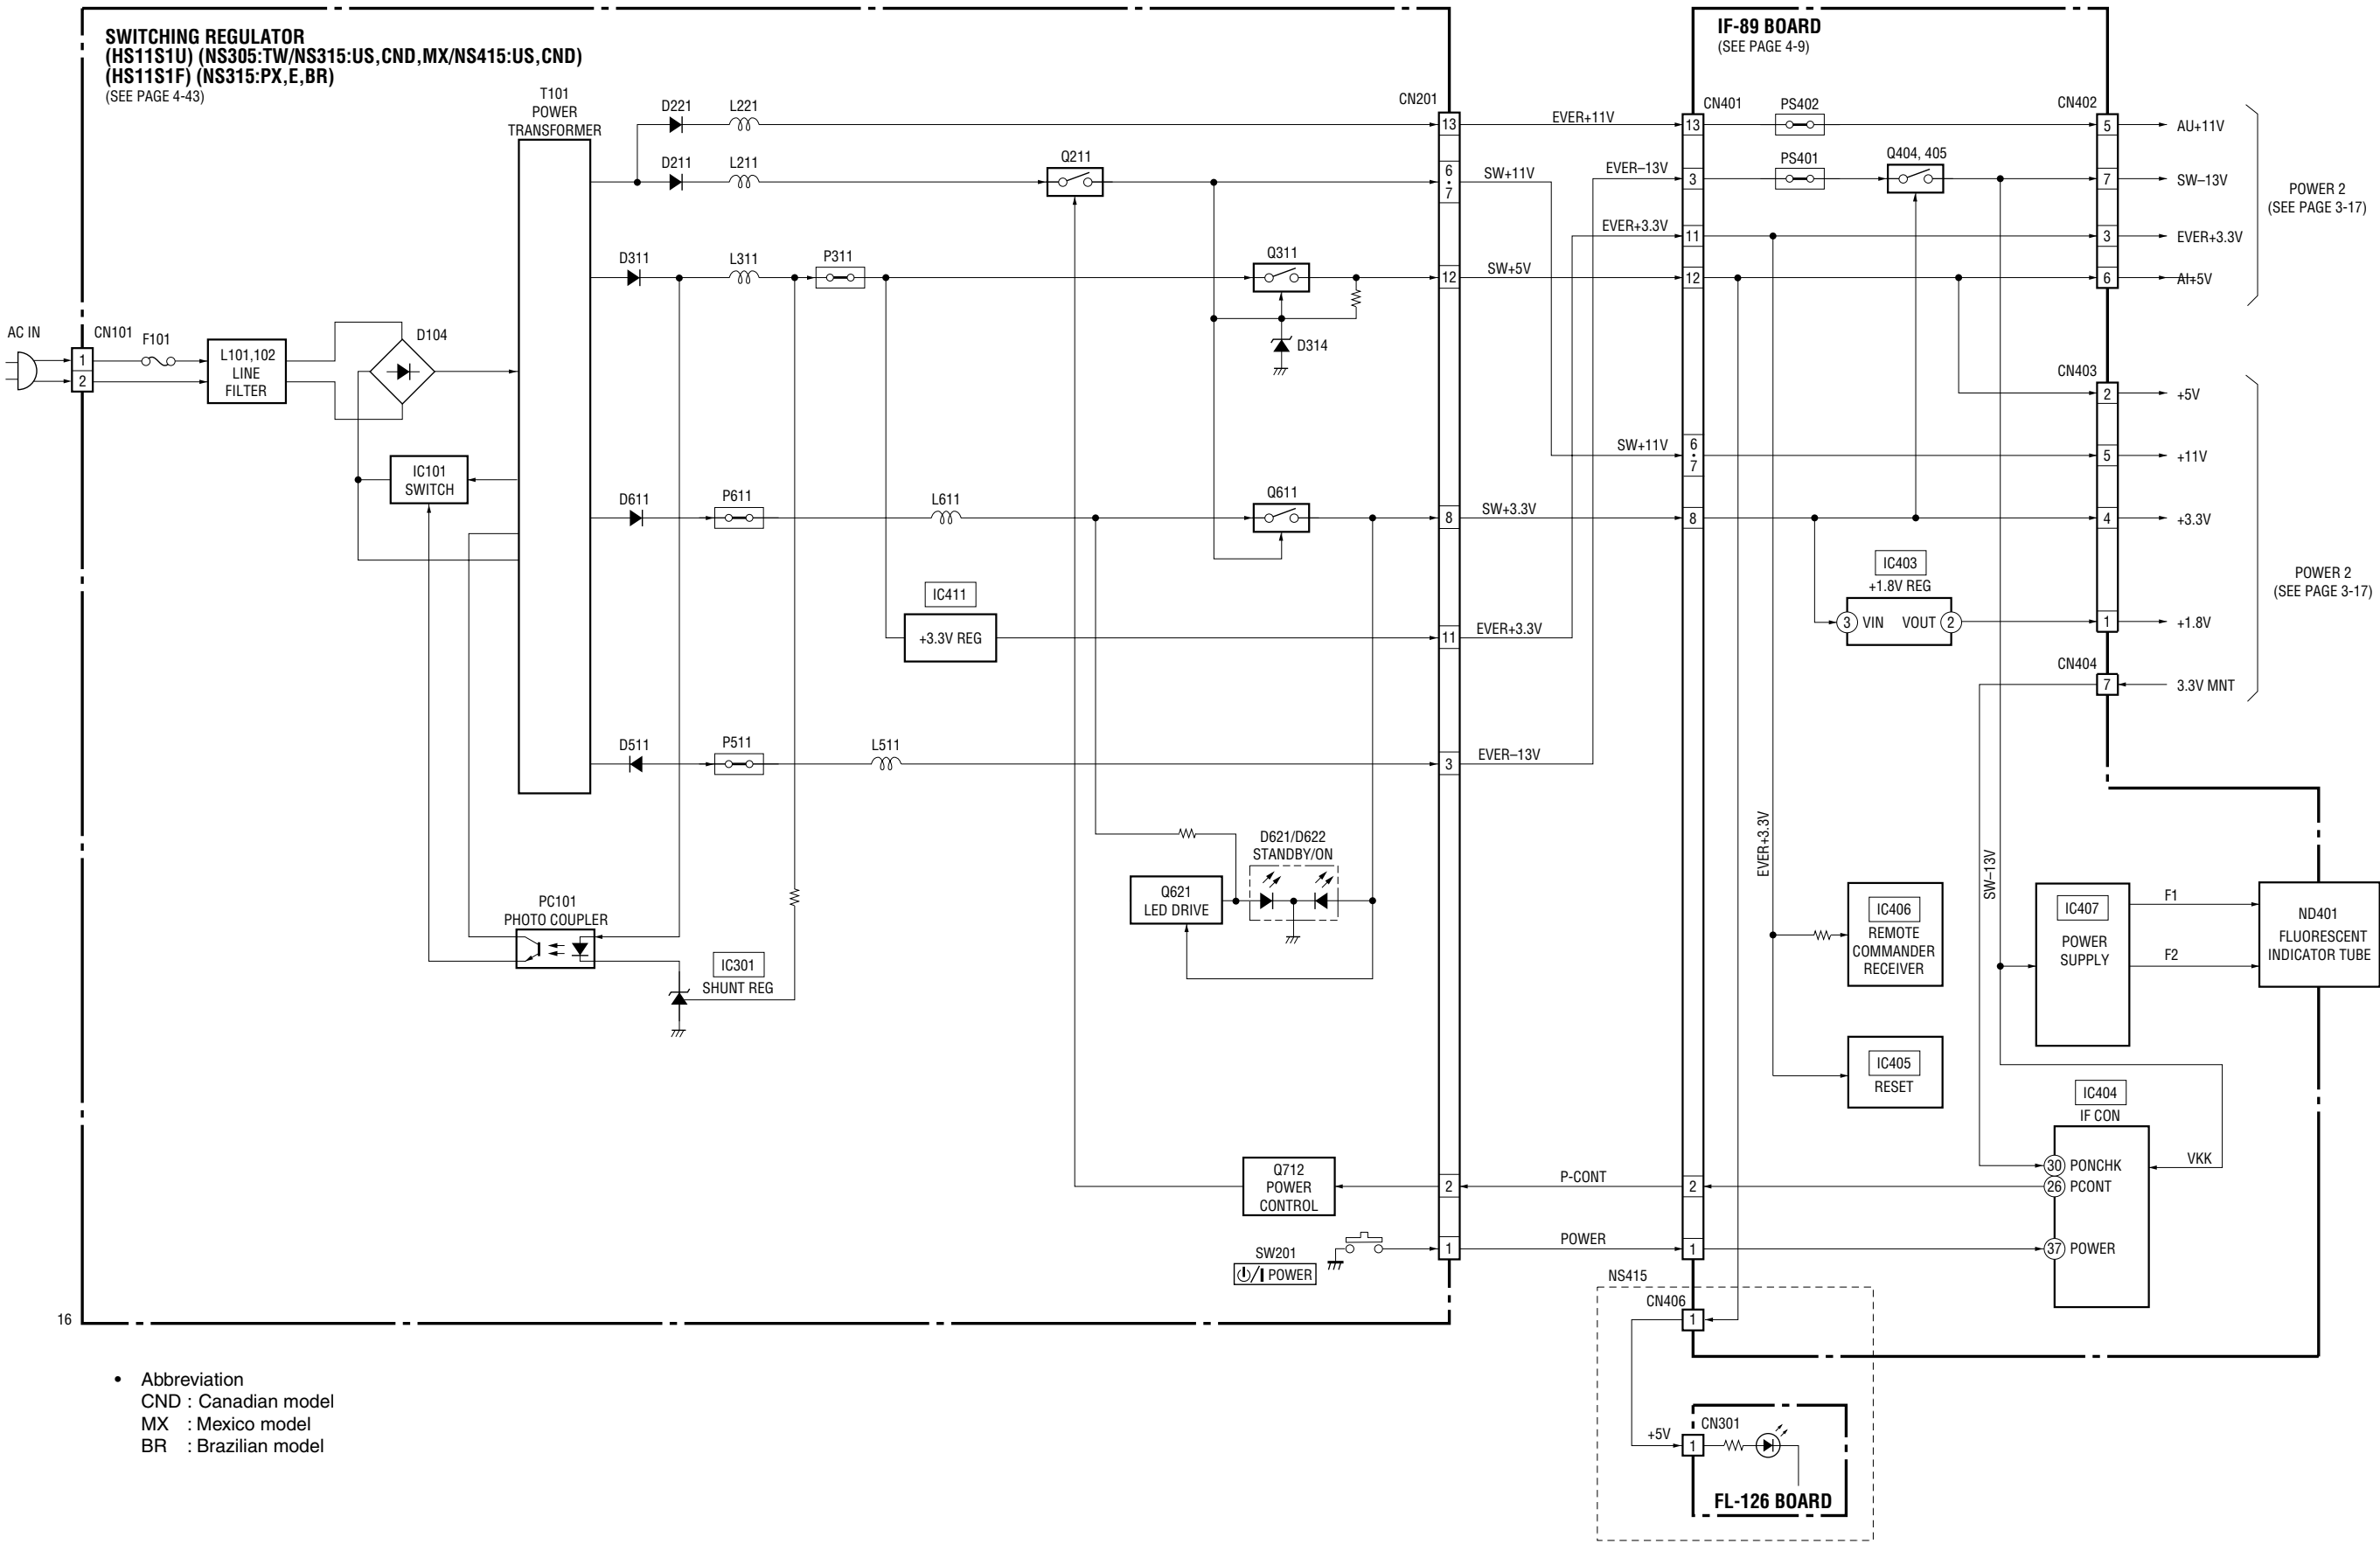 SWITCHING REGULATOR
(HS11S1U) (NS305:TW/NS315:US,CND,MX/NS415:US,CND)
(HS11S1F) (NS315:PX,E,BR)
(SEE PAGE 4-43)
T101
POWER
TRANSFORMER
D221
L221
D211
L211
Q211
D311
L311
P311
Q311
D314
AC IN
CN101
1
2
F101
L101,102
LINE
FILTER
D104
IC101
SWITCH
D611
P611
L611
Q611
IC411
+3.3V REG
D511
P511
L511
D621/D622
STANDBY/ON
Q621
LED DRIVE
PC101
PHOTO COUPLER
IC301
SHUNT REG
Q712
POWER
CONTROL
SW201
/ POWER
16
CN201
13
6
•
7
12
8
11
3
2
1
EVER+11V
SW+11V
SW+5V
SW+3.3V
EVER+3.3V
EVER–13V
P-CONT
POWER
EVER–13V
EVER+3.3V
SW+11V
IF-89 BOARD
(SEE PAGE 4-9)
CN401
13
3
11
12
6
•
7
8
2
1
PS402
PS401
Q404, 405
CN402
5
7
3
6
AU+11V
SW–13V
EVER+3.3V
AI+5V
POWER 2
(SEE PAGE 3-17)
CN403
2
5
4
1
+5V
+11V
+3.3V
+1.8V
IC403
+1.8V REG
3 VIN
VOUT 2
CN404
7
3.3V MNT
POWER 2
(SEE PAGE 3-17)
EVER+3.3V
SW–13V
IC406
REMOTE
COMMANDER
RECEIVER
IC407
POWER
SUPPLY
F1
F2
ND401
FLUORESCENT
INDICATOR TUBE
IC405
RESET
IC404
IF CON
30 PONCHK
26 PCONT
37 POWER
VKK
NS415
CN406
1
+5V
CN301
1
FL-126 BOARD
• Abbreviation
CND : Canadian model
MX : Mexico model
BR : Brazilian model